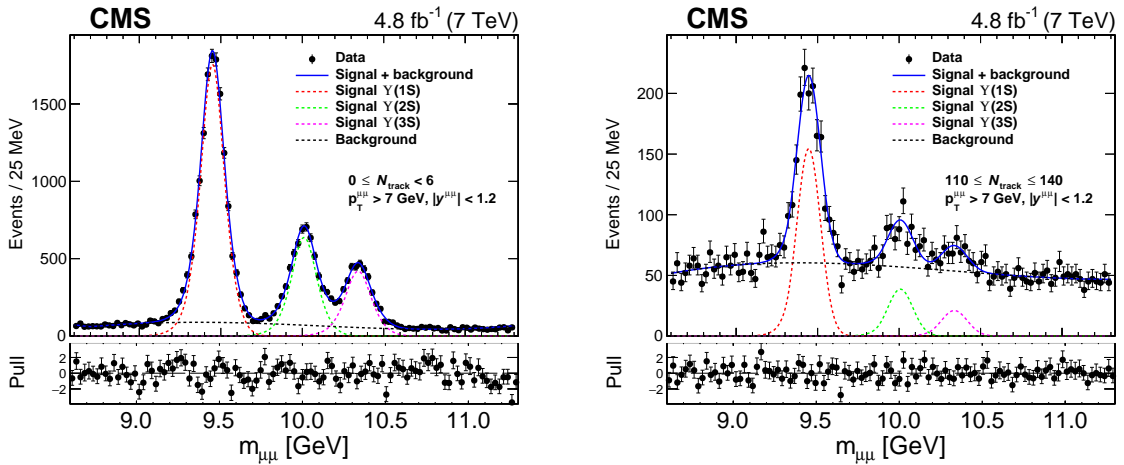 CMS 4.8 fb⁻¹ (7 TeV)
Events / 25 MeV
1500
1000
500
0
Data
Signal + background
Signal ϒ(1S)
Signal ϒ(2S)
Signal ϒ(3S)
Background
0 ≤ N_track < 6
p_T^μμ > 7 GeV, |y^μμ| < 1.2
Pull
2
0
−2
9.0 9.5 10.0 10.5 11.0
m_μμ [GeV]
CMS 4.8 fb⁻¹ (7 TeV)
Events / 25 MeV
200
150
100
50
0
Data
Signal + background
Signal ϒ(1S)
Signal ϒ(2S)
Signal ϒ(3S)
Background
110 ≤ N_track ≤ 140
p_T^μμ > 7 GeV, |y^μμ| < 1.2
Pull
2
0
−2
9.0 9.5 10.0 10.5 11.0
m_μμ [GeV]